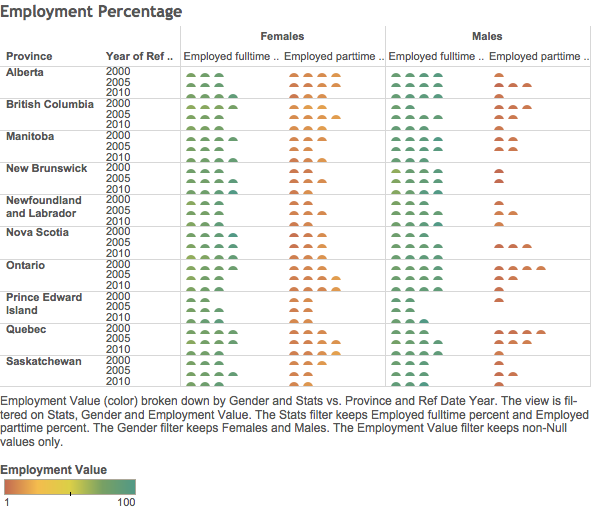 Employment Percentage
Females Males
Province Year of Ref .. Employed fulltime .. Employed parttime .. Employed fulltime .. Employed parttime ..
Alberta 2000
2005
2010
British Columbia 2000
2005
2010
Manitoba 2000
2005
2010
New Brunswick 2000
2005
2010
Newfoundland 2000
and Labrador 2005
2010
Nova Scotia 2000
2005
2010
Ontario 2000
2005
2010
Prince Edward 2000
Island 2005
2010
Quebec 2000
2005
2010
Saskatchewan 2000
2005
2010
Employment Value (color) broken down by Gender and Stats vs. Province and Ref Date Year. The view is fil-
tered on Stats, Gender and Employment Value. The Stats filter keeps Employed fulltime percent and Employed
parttime percent. The Gender filter keeps Females and Males. The Employment Value filter keeps non-Null
values only.
Employment Value
1 100